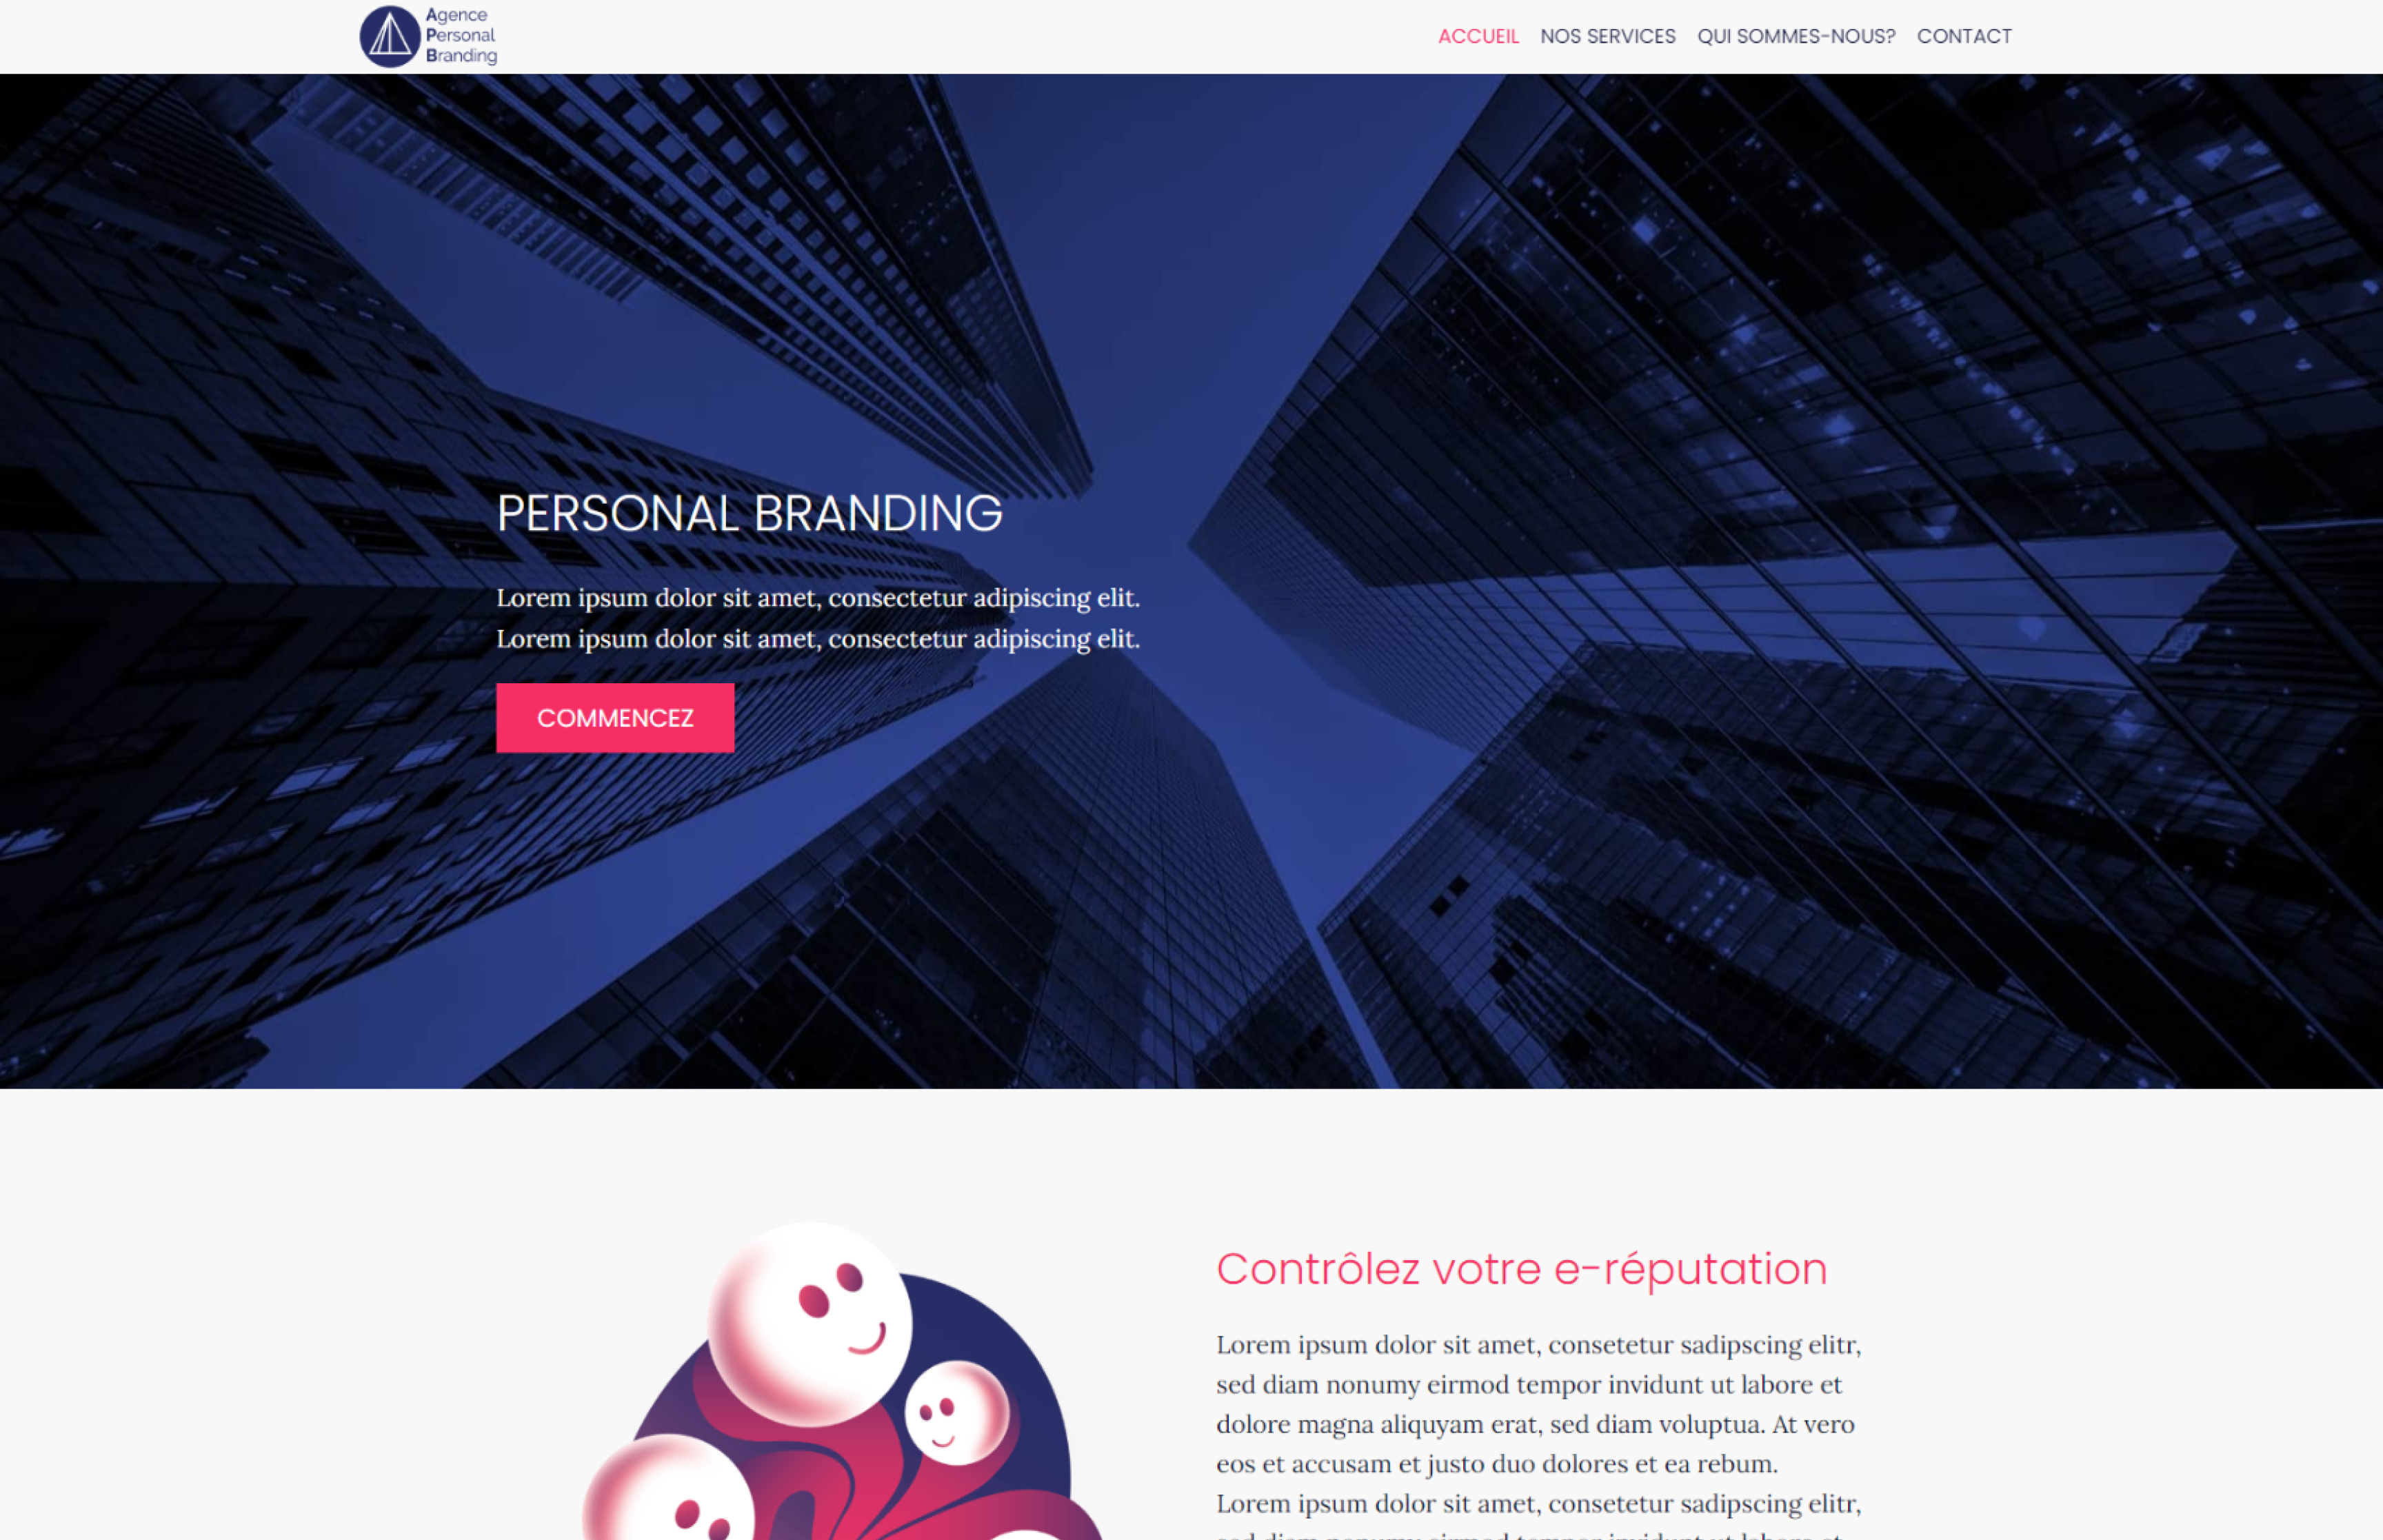 Agence
Personal
Branding
ACCUEIL NOS SERVICES QUI SOMMES-NOUS? CONTACT
PERSONAL BRANDING
Lorem ipsum dolor sit amet, consectetur adipiscing elit.
Lorem ipsum dolor sit amet, consectetur adipiscing elit.
COMMENCEZ
Contrôlez votre e-réputation
Lorem ipsum dolor sit amet, consetetur sadipscing elitr,
sed diam nonumy eirmod tempor invidunt ut labore et
dolore magna aliquyam erat, sed diam voluptua. At vero
eos et accusam et justo duo dolores et ea rebum.
Lorem ipsum dolor sit amet, consetetur sadipscing elitr,